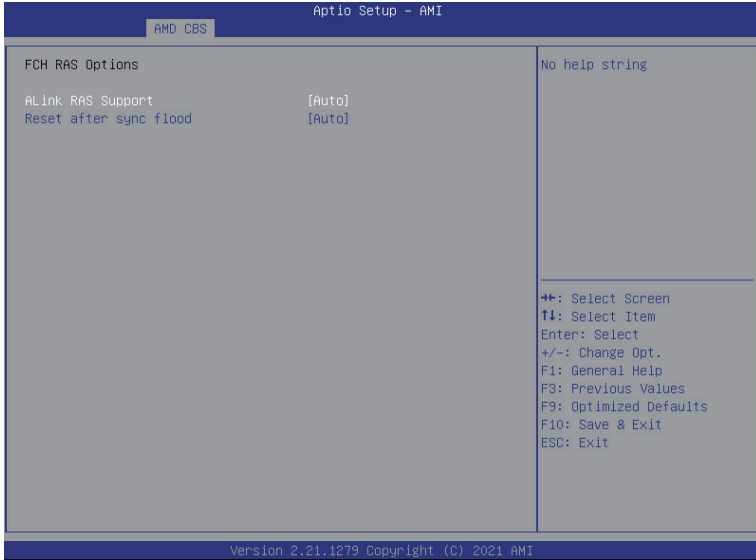 Aptio Setup – AMI
AMD CBS
FCH RAS Options
ALink RAS Support [Auto]
Reset after sync flood [Auto]
No help string
→←: Select Screen
↑↓: Select Item
Enter: Select
+/-: Change Opt.
F1: General Help
F3: Previous Values
F9: Optimized Defaults
F10: Save & Exit
ESC: Exit
Version 2.21.1279 Copyright (C) 2021 AMI